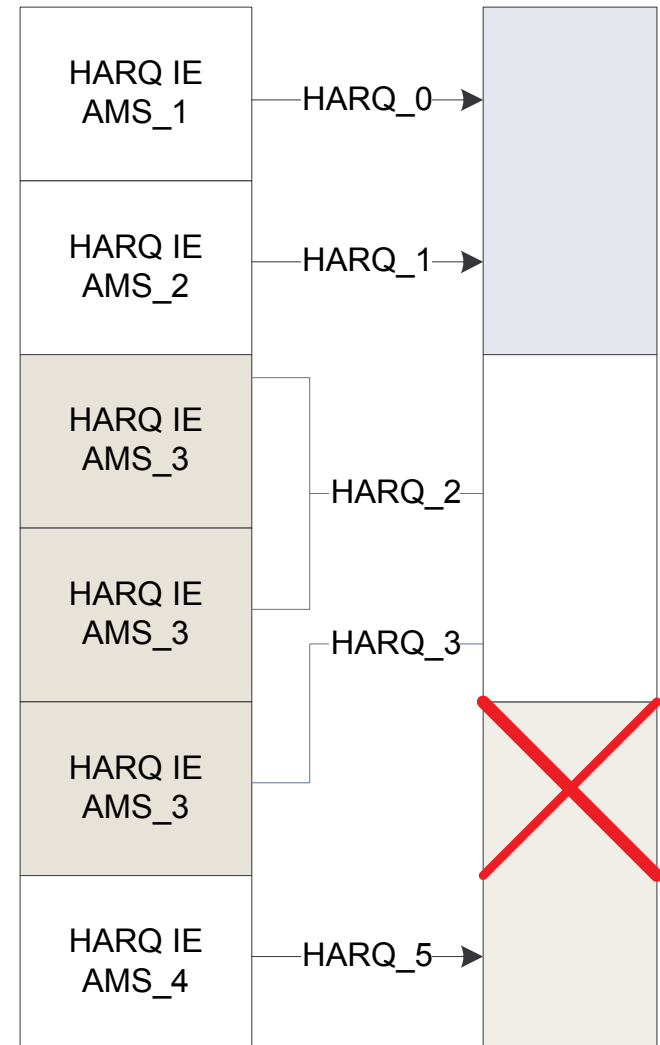 HARQ IE
AMS_1
HARQ_0
HARQ IE
AMS_2
HARQ_1
HARQ IE
AMS_3
HARQ_2
HARQ IE
AMS_3
HARQ_3
HARQ IE
AMS_3
HARQ IE
AMS_4
HARQ_5